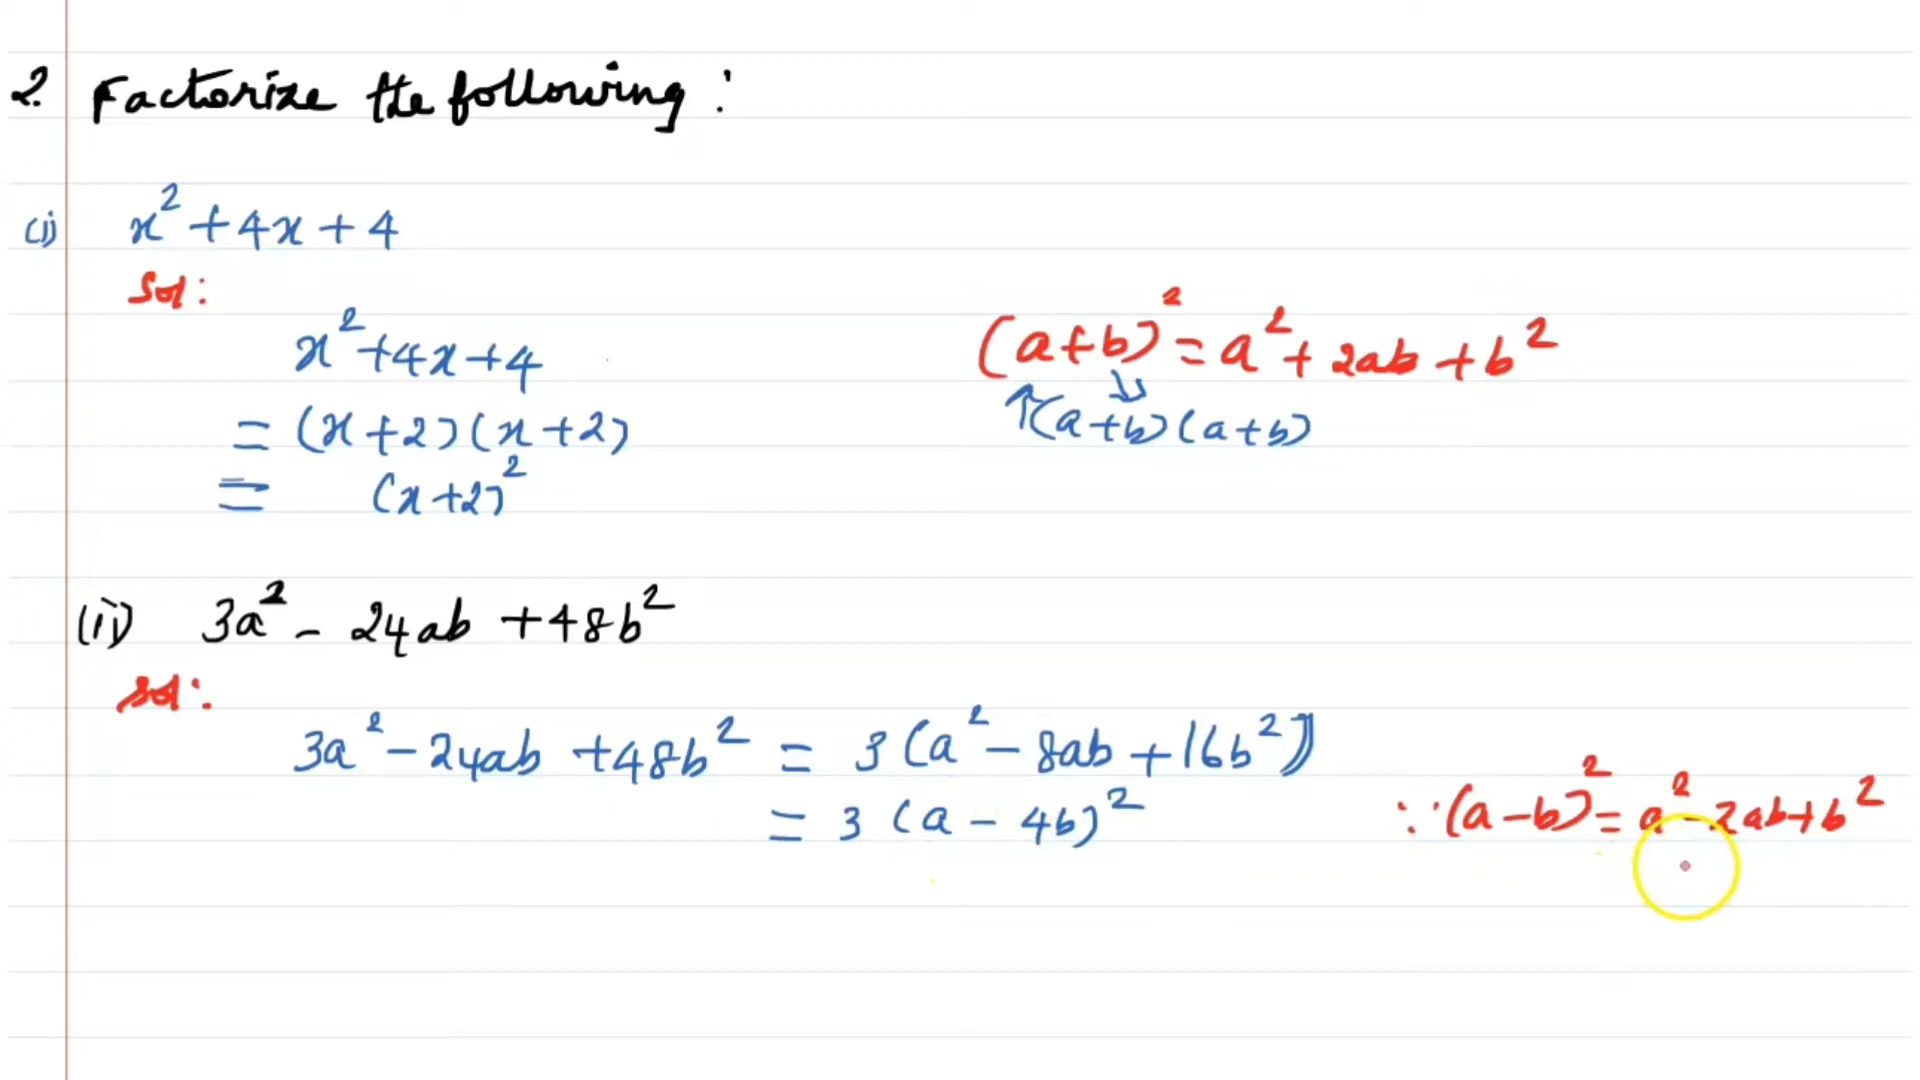 2. Factorize the following :
(i) x² + 4x + 4
Sol :
x² + 4x + 4
(a+b)² = a² + 2ab + b²
= (x+2) (x+2)
(a+b) (a+b)
= (x+2)²
(ii) 3a² - 24ab + 48b²
Sol :
3a² - 24ab + 48b² = 3 (a² - 8ab + 16b²)
= 3 (a - 4b)²
∵ (a-b)² = a² - 2ab + b²